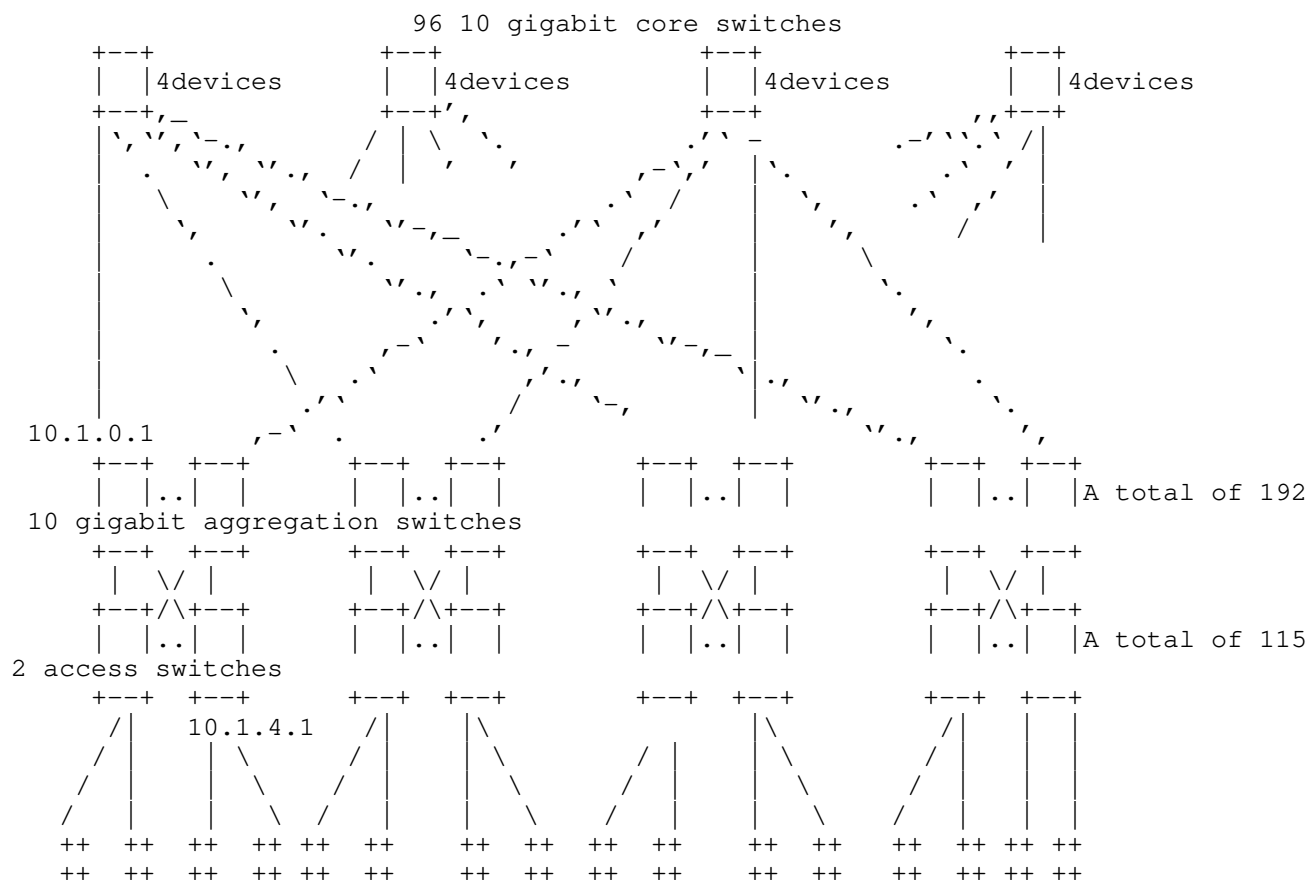 96 10 gigabit core switches
4devices 4devices 4devices 4devices
10.1.0.1
A total of 192
10 gigabit aggregation switches
A total of 115
2 access switches
10.1.4.1